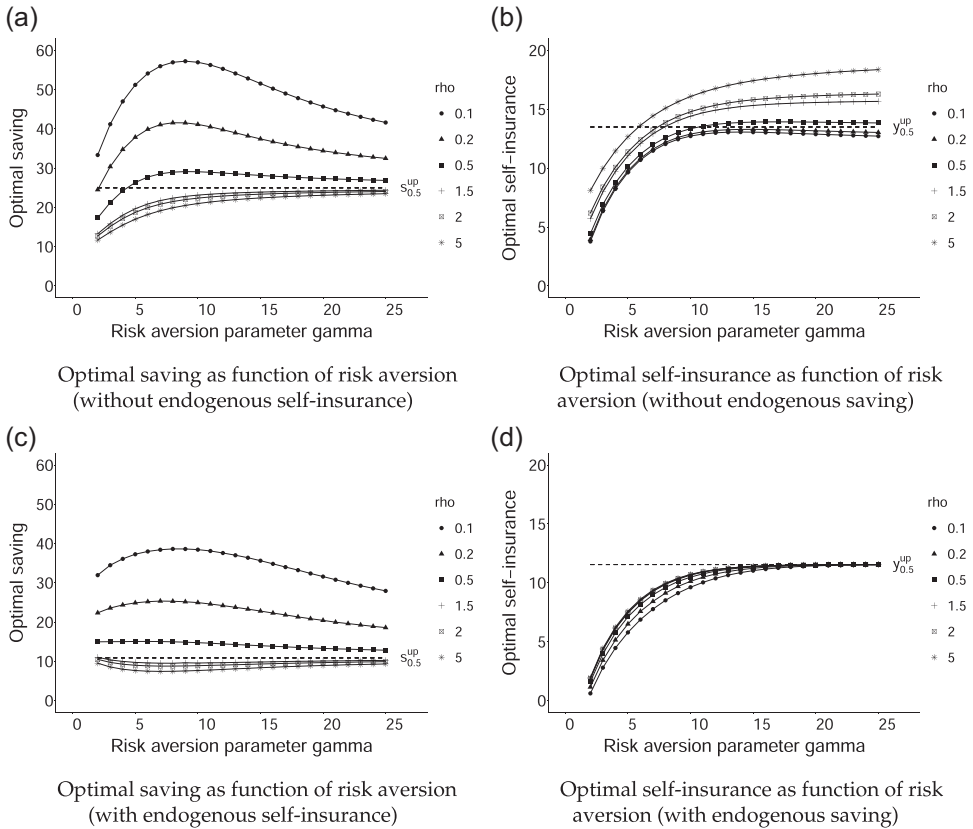 (a)
60
50
40
30
20
10
0
Optimal saving
0 5 10 15 20 25
Risk aversion parameter gamma
s up 0.5
rho
0.1
0.2
0.5
1.5
2
5
Optimal saving as function of risk aversion
(without endogenous self-insurance)
(b)
20
15
10
5
0
Optimal self-insurance
0 5 10 15 20 25
Risk aversion parameter gamma
y up 0.5
rho
0.1
0.2
0.5
1.5
2
5
Optimal self-insurance as function of risk
aversion (without endogenous saving)
(c)
60
50
40
30
20
10
0
Optimal saving
0 5 10 15 20 25
Risk aversion parameter gamma
s up 0.5
rho
0.1
0.2
0.5
1.5
2
5
Optimal saving as function of risk aversion
(with endogenous self-insurance)
(d)
20
15
10
5
0
Optimal self-insurance
0 5 10 15 20 25
Risk aversion parameter gamma
y up 0.5
rho
0.1
0.2
0.5
1.5
2
5
Optimal self-insurance as function of risk
aversion (with endogenous saving)